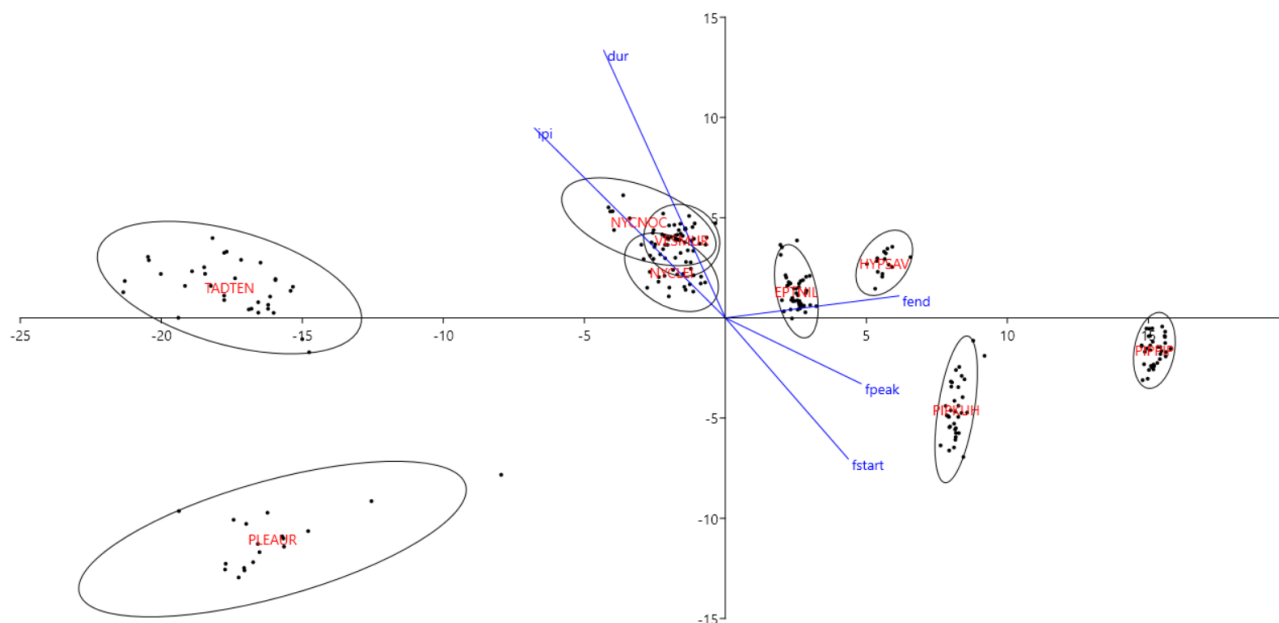 15
dur
ipi
10
NYCNOC
5
VESMUR
HYPSAV
NYCLEI
TADTEN
EPTNIL
fend
-25
-20
-15
-10
-5
5
10
15
PIPPIP
fpeak
PIPKUH
-5
fstart
-10
PLEAUR
-15